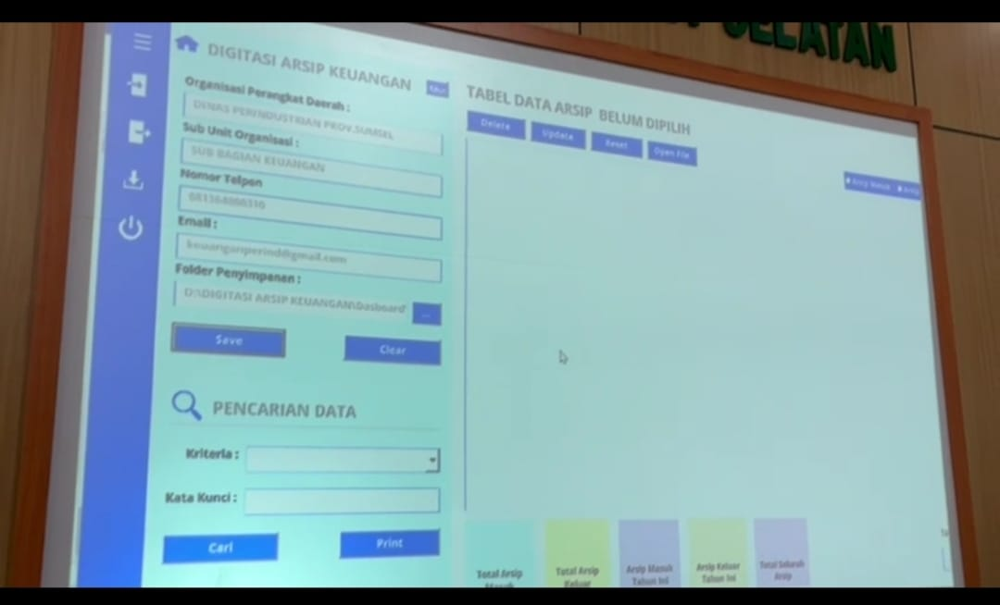 SELATAN
DIGITASI ARSIP KEUANGAN
Organisasi Perangkat Daerah :
DINAS PERINDUSTRIAN PROV.SUMSEL
Sub Unit Organisasi :
SUB BAGIAN KEUANGAN
Nomor Telpon
Email :
keuanganperind@gmail.com
Folder Penyimpanan :
D:\DIGITASI ARSIP KEUANGAN\Dasboard
...
Save
Clear
PENCARIAN DATA
Kriteria :
Kata Kunci :
Cari
Print
TABEL DATA ARSIP BELUM DIPILIH
Delete
Update
Reset
Open File
Arsip Masuk
Total Arsip
Masuk
Total Arsip
Keluar
Arsip Masuk
Tahun Ini
Arsip Keluar
Tahun Ini
Total Seluruh
Arsip